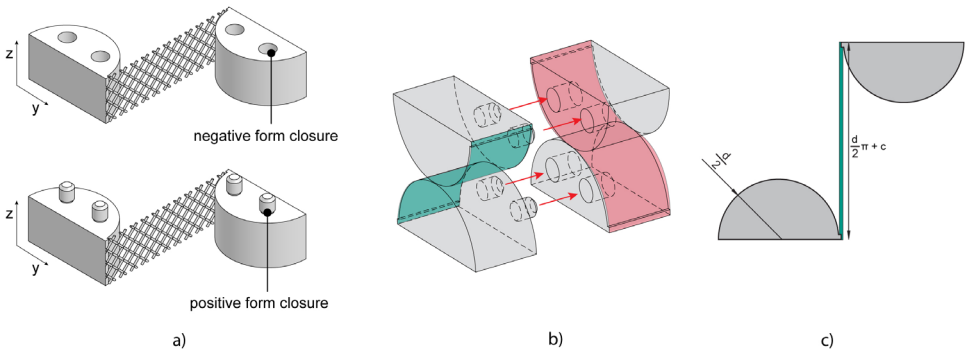 z
y
negative form closure
z
y
positive form closure
a)
b)
d/2
d/2 π + c
c)